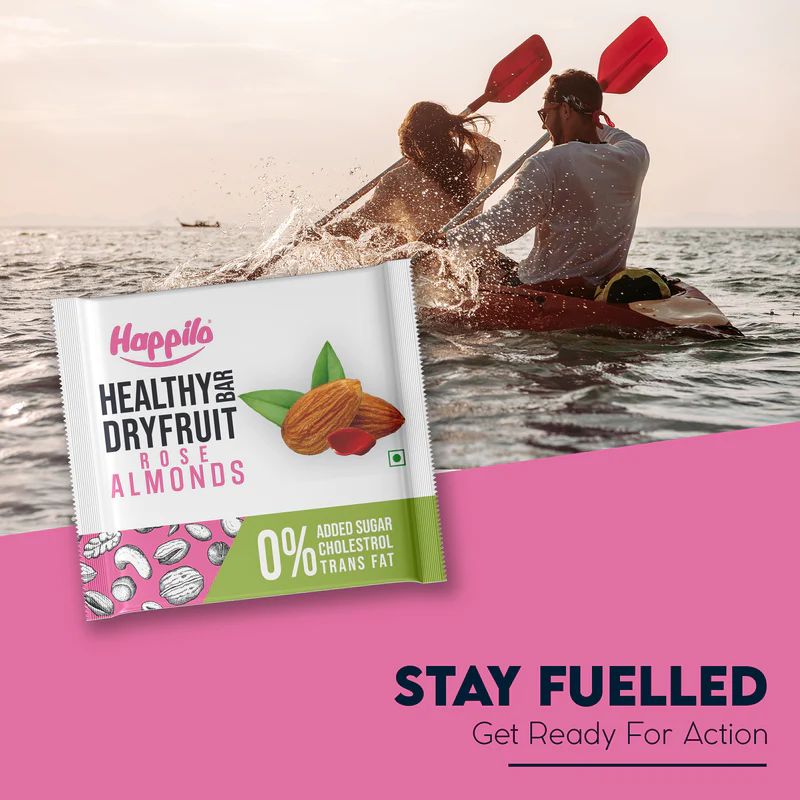 Happilo®
HEALTHY BAR
DRYFRUIT
ROSE
ALMONDS
0% ADDED SUGAR
CHOLESTROL
TRANS FAT
STAY FUELLED
Get Ready For Action